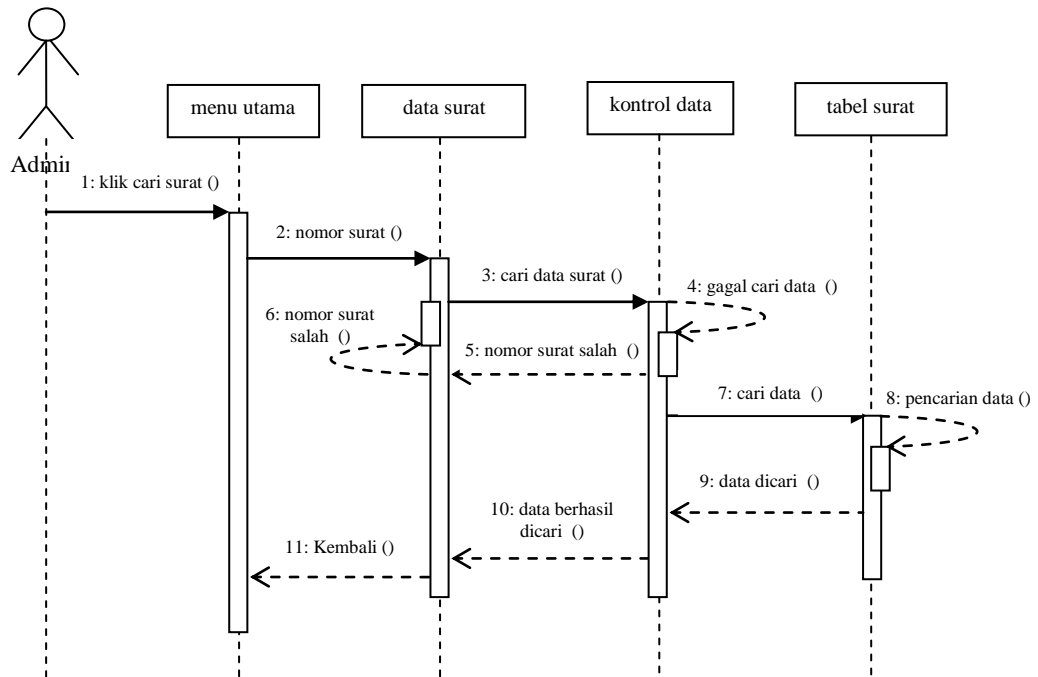 menu utama
data surat
kontrol data
tabel surat
Admin
1: klik cari surat ()
2: nomor surat ()
3: cari data surat ()
4: gagal cari data ()
6: nomor surat
salah ()
5: nomor surat salah ()
7: cari data ()
8: pencarian data ()
9: data dicari ()
10: data berhasil
dicari ()
11: Kembali ()